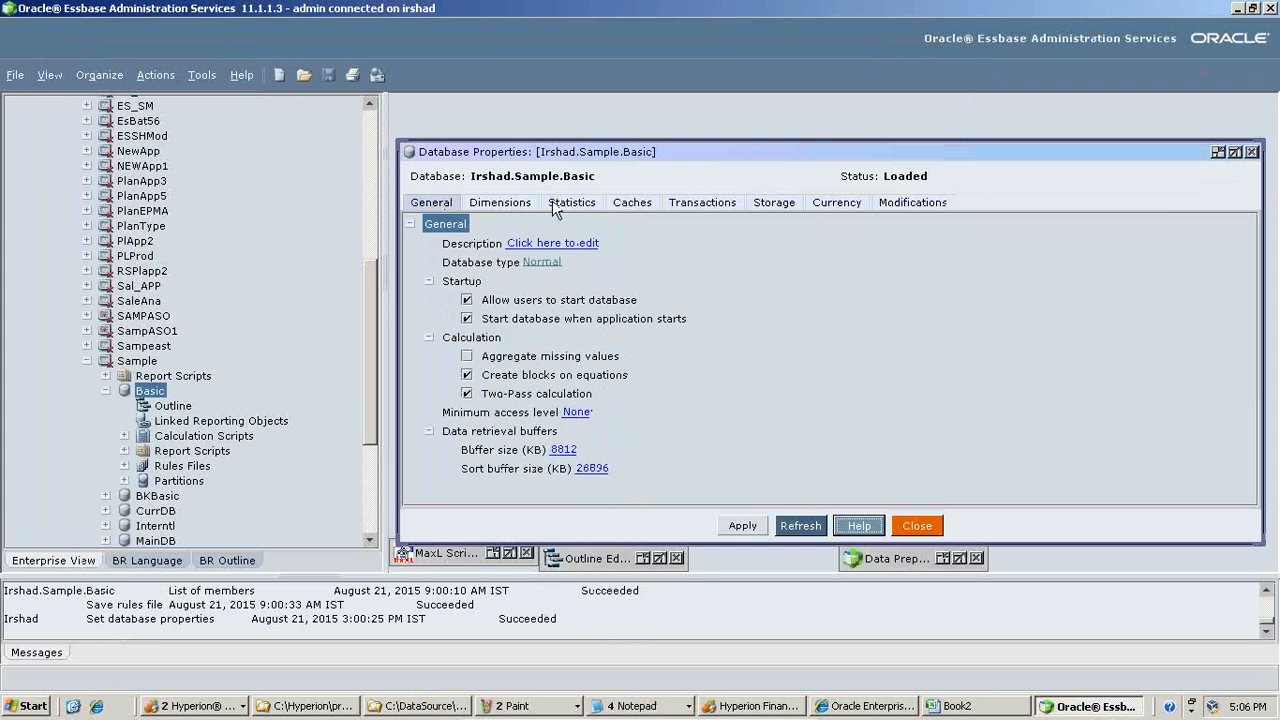 Oracle® Essbase Administration Services 11.1.1.3 - admin connected on irshad
Oracle® Essbase Administration Services ORACLE®
File View Organize Actions Tools Help
ES_SM
EsBat56
ESSHMod
NewApp
NEWApp1
PlanApp3
PlanApp5
PlanEPMA
PlanType
PlApp2
PLProd
RSPlapp2
Sal_APP
SaleAna
SAMPASO
SampASO1
Sampeast
Sample
Report Scripts
Basic
Outline
Linked Reporting Objects
Calculation Scripts
Report Scripts
Rules Files
Partitions
BKBasic
CurrDB
Interntl
MainDB
Enterprise View BR Language BR Outline
Database Properties: [Irshad.Sample.Basic]
Database: Irshad.Sample.Basic Status: Loaded
General Dimensions Statistics Caches Transactions Storage Currency Modifications
General
Description Click here to edit
Database type Normal
Startup
Allow users to start database
Start database when application starts
Calculation
Aggregate missing values
Create blocks on equations
Two-Pass calculation
Minimum access level None
Data retrieval buffers
Buffer size (KB) 8812
Sort buffer size (KB) 26896
Apply Refresh Help Close
MaxL Scri... Outline Ed... Data Prep...
Irshad.Sample.Basic List of members August 21, 2015 9:00:10 AM IST Succeeded
Save rules file August 21, 2015 9:00:33 AM IST Succeeded
Irshad Set database properties August 21, 2015 3:00:25 PM IST Succeeded
Messages
Start 2 Hyperion® ... C:\Hyperion\pr... C:\DataSource\... 2 Paint 4 Notepad Hyperion Finan... Oracle Enterpris... Book2 Oracle® Essb... 5:06 PM